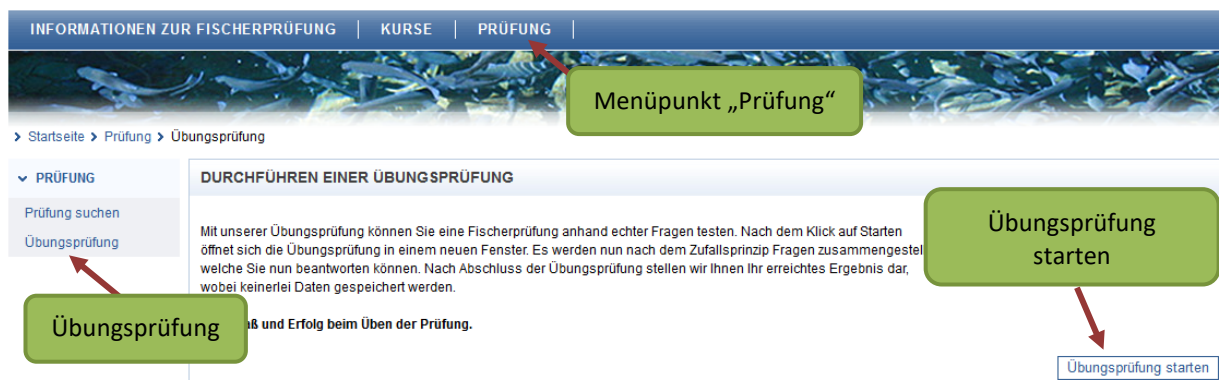 INFORMATIONEN ZUR FISCHERPRÜFUNG | KURSE | PRÜFUNG |
Menüpunkt „Prüfung“
> Startseite > Prüfung > Übungsprüfung
PRÜFUNG
Prüfung suchen
Übungsprüfung
Übungsprüfung
DURCHFÜHREN EINER ÜBUNGSPRÜFUNG
Mit unserer Übungsprüfung können Sie eine Fischerprüfung anhand echter Fragen testen. Nach dem Klick auf Starten
öffnet sich die Übungsprüfung in einem neuen Fenster. Es werden nun nach dem Zufallsprinzip Fragen zusammengestel
welche Sie nun beantworten können. Nach Abschluss der Übungsprüfung stellen wir Ihnen Ihr erreichtes Ergebnis dar,
wobei keinerlei Daten gespeichert werden.
aß und Erfolg beim Üben der Prüfung.
Übungsprüfung
starten
Übungsprüfung starten